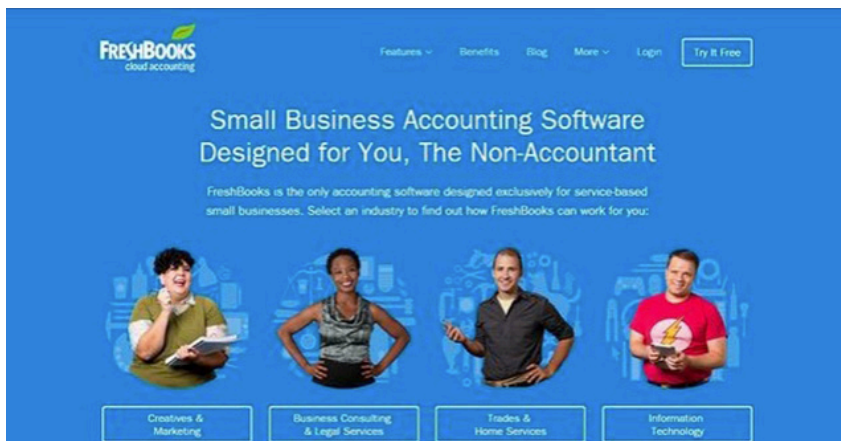 FRESHBOOKS
cloud accounting
Features
Benefits
Blog
More
Login
Try It Free
Small Business Accounting Software
Designed for You, The Non-Accountant
FreshBooks is the only accounting software designed exclusively for service-based
small businesses. Select an industry to find out how FreshBooks can work for you:
Creatives &
Marketing
Business Consulting
& Legal Services
Trades &
Home Services
Information
Technology